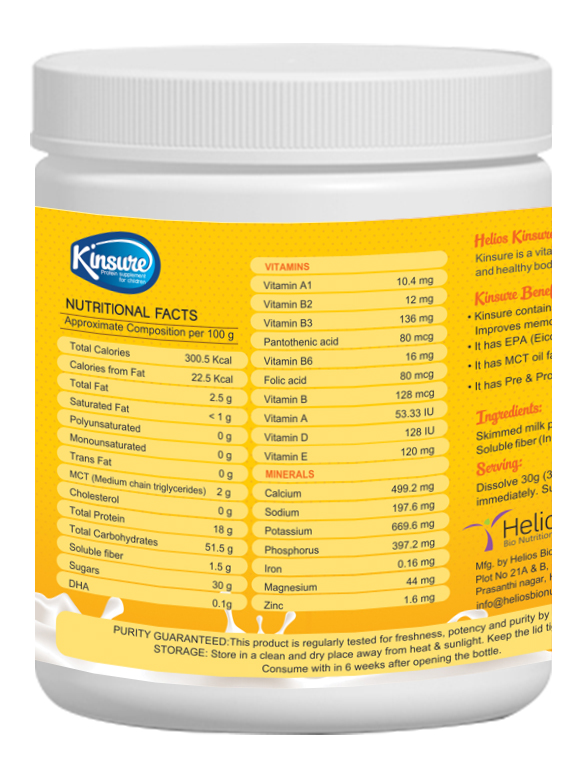 Kinsure
Protein supplement
for children
NUTRITIONAL FACTS
Approximate Composition per 100 g
Total Calories 300.5 Kcal
Calories from Fat 22.5 Kcal
Total Fat 2.5 g
Saturated Fat < 1 g
Polyunsaturated 0 g
Monounsaturated 0 g
Trans Fat 0 g
MCT (Medium chain triglycerides) 2 g
Cholesterol 0 g
Total Protein 18 g
Total Carbohydrates 51.5 g
Soluble fiber 1.5 g
Sugars 30 g
DHA 0.1g
VITAMINS
Vitamin A1 10.4 mg
Vitamin B2 12 mg
Vitamin B3 136 mg
Pantothenic acid 80 mcg
Vitamin B6 16 mg
Folic acid 80 mcg
Vitamin B 128 mcg
Vitamin A 53.33 IU
Vitamin D 128 IU
Vitamin E 120 mg
MINERALS
Calcium 499.2 mg
Sodium 197.6 mg
Potassium 669.6 mg
Phosphorus 397.2 mg
Iron 0.16 mg
Magnesium 44 mg
Zinc 1.6 mg
Helios Kinsure
Kinsure is a vita
and healthy bod
Kinsure Benef
• Kinsure contain
Improves memo
• It has EPA (Eico
• It has MCT oil fa
• It has Pre & Pro
Ingredients:
Skimmed milk p
Soluble fiber (In
Serving:
Dissolve 30g (3
immediately. Su
Helio
Bio Nutrition
Mfg. by Helios Bio
Plot No 21A & B,
Prasanthi nagar, K
info@heliosbionu
PURITY GUARANTEED:This product is regularly tested for freshness, potency and purity by
STORAGE: Store in a clean and dry place away from heat & sunlight. Keep the lid ti
Consume with in 6 weeks after opening the bottle.